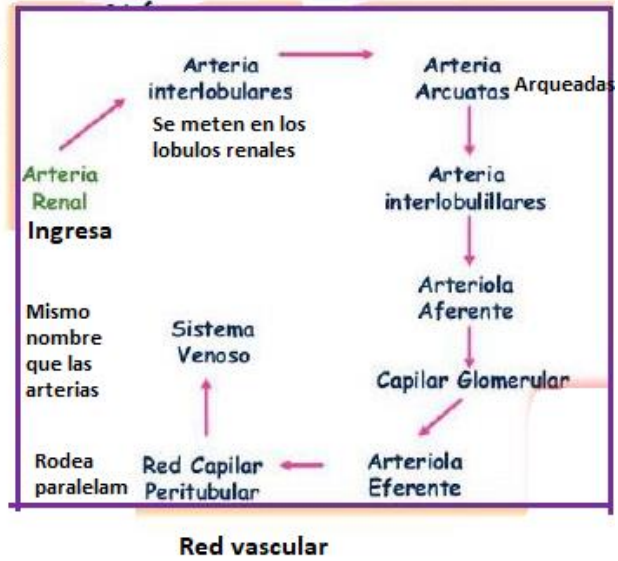 Arteria
interlobulares
Se meten en los
lobulos renales
Arteria
Arcuatas
Arqueadas
Arteria
Renal
Ingresa
Arteria
interlobulillares
Arteriola
Aferente
Mismo
nombre
que las
arterias
Sistema
Venoso
Capilar Glomerular
Rodea
paralelam
Red Capilar
Peritubular
Arteriola
Eferente
Red vascular